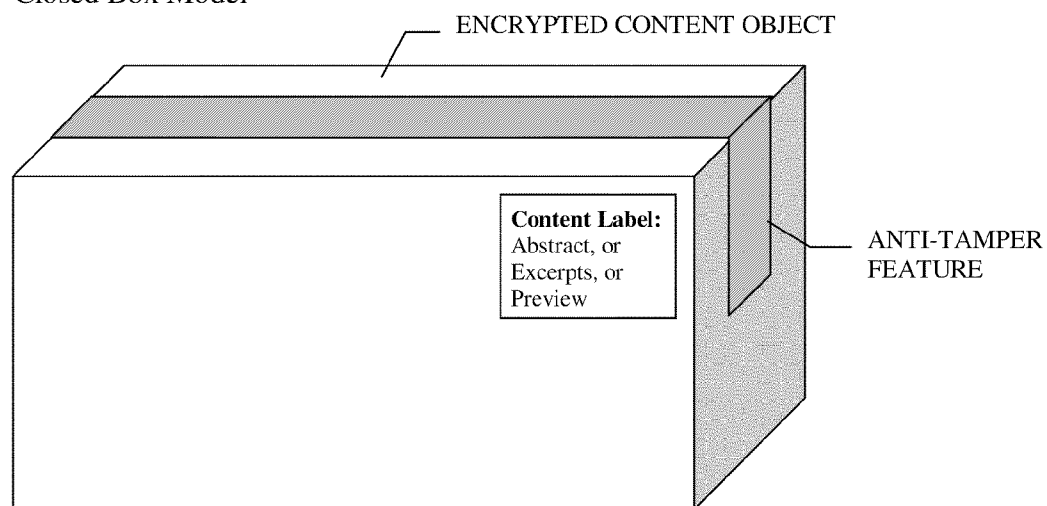 Closed Box Model
ENCRYPTED CONTENT OBJECT
Content Label:
Abstract, or
Excerpts, or
Preview
ANTI-TAMPER
FEATURE